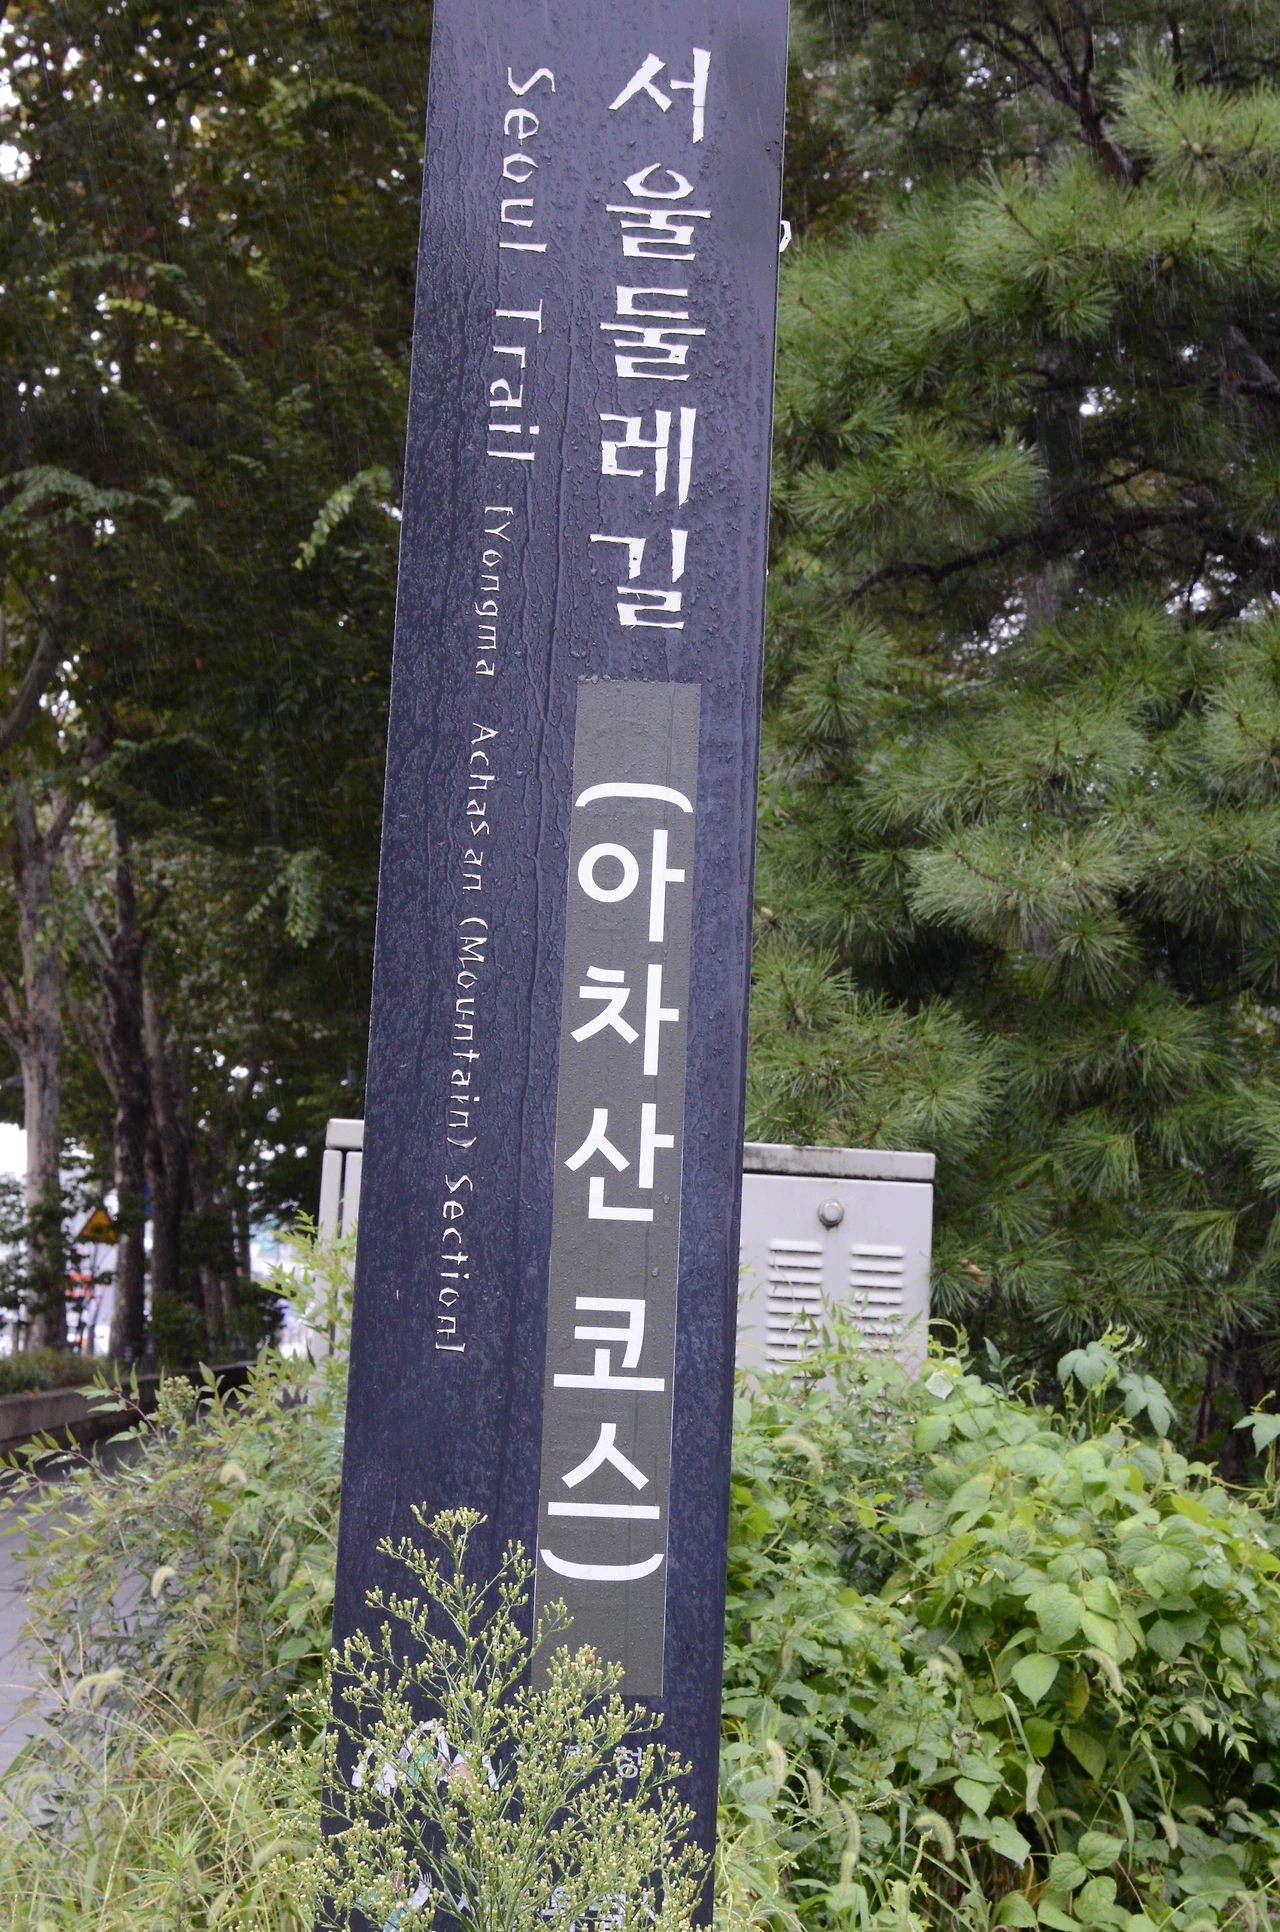 서울둘레길
(아차산 코스)
Seoul Trail [Yongma Achasan (Mountain) Section]